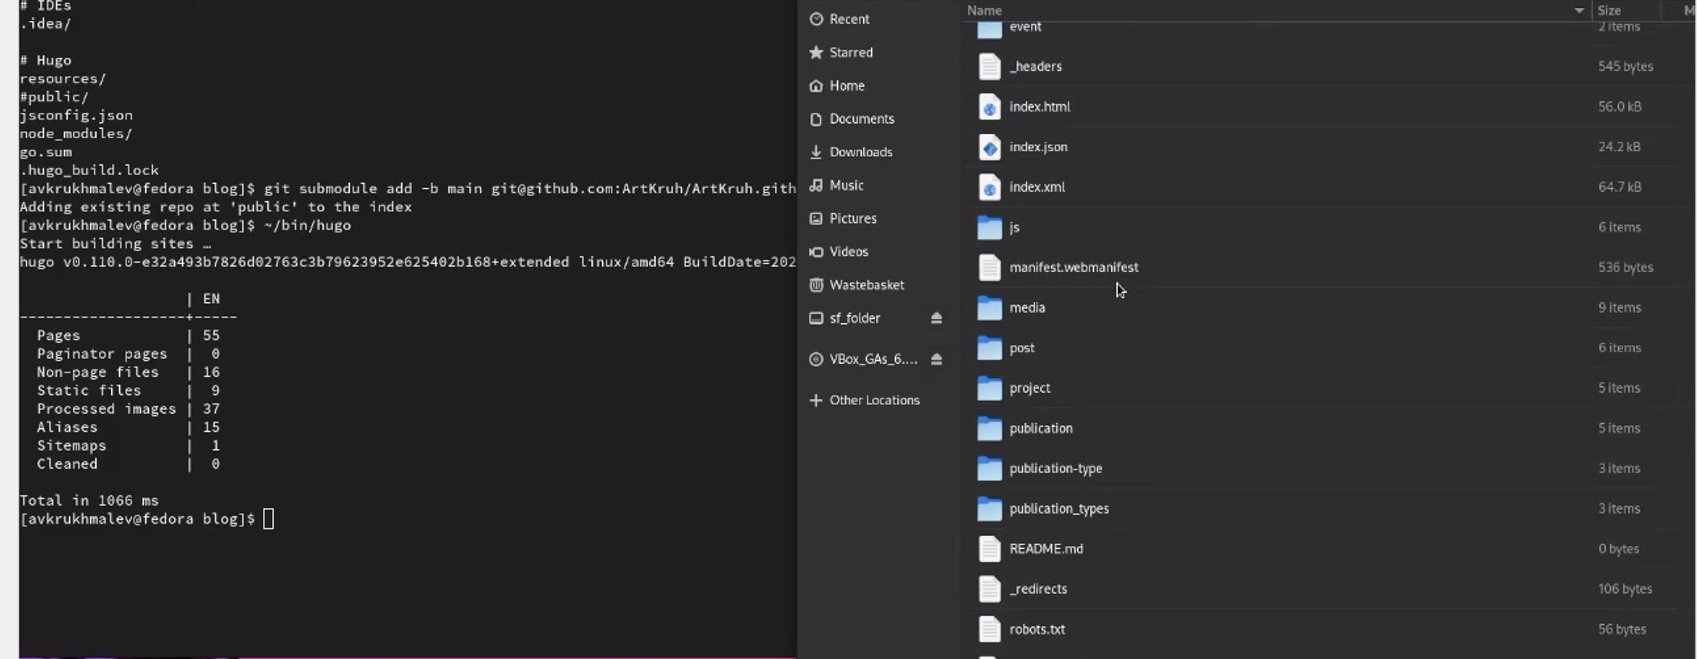 # IDEs
.idea/
# Hugo
resources/
#public/
jsconfig.json
node_modules/
go.sum
.hugo_build.lock
[avkrukhmalev@fedora blog]$ git submodule add -b main git@github.com:ArtKruh/ArtKruh.gith
Adding existing repo at 'public' to the index
[avkrukhmalev@fedora blog]$ ~/bin/hugo
Start building sites …
hugo v0.110.0-e32a493b7826d02763c3b79623952e625402b168+extended linux/amd64 BuildDate=202
| EN
-------------------+-----
Pages | 55
Paginator pages | 0
Non-page files | 16
Static files | 9
Processed images | 37
Aliases | 15
Sitemaps | 1
Cleaned | 0
Total in 1066 ms
[avkrukhmalev@fedora blog]$
Recent
Starred
Home
Documents
Downloads
Music
Pictures
Videos
Wastebasket
sf_folder
VBox_GAs_6....
+ Other Locations
Name Size M
event 2 items
_headers 545 bytes
index.html 56.0 kB
index.json 24.2 kB
index.xml 64.7 kB
js 6 items
manifest.webmanifest 536 bytes
media 9 items
post 6 items
project 5 items
publication 5 items
publication-type 3 items
publication_types 3 items
README.md 0 bytes
_redirects 106 bytes
robots.txt 56 bytes